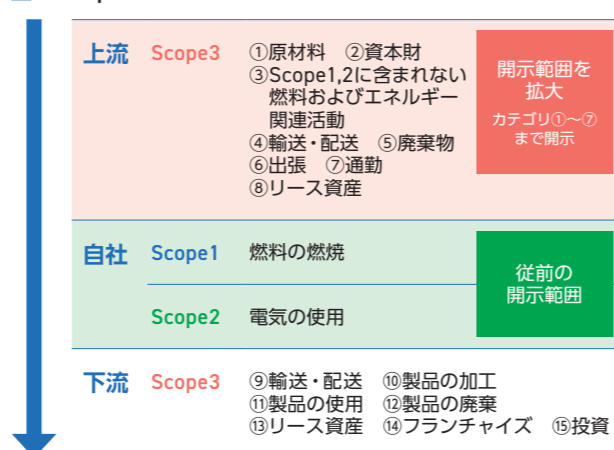 上流 Scope3 ①原材料 ②資本財
③Scope1,2に含まれない
燃料およびエネルギー
関連活動
④輸送・配送 ⑤廃棄物
⑥出張 ⑦通勤
⑧リース資産
開示範囲を
拡大
カテゴリ①～⑦
まで開示
自社 Scope1 燃料の燃焼
Scope2 電気の使用
従前の
開示範囲
下流 Scope3 ⑨輸送・配送 ⑩製品の加工
⑪製品の使用 ⑫製品の廃棄
⑬リース資産 ⑭フランチャイズ ⑮投資